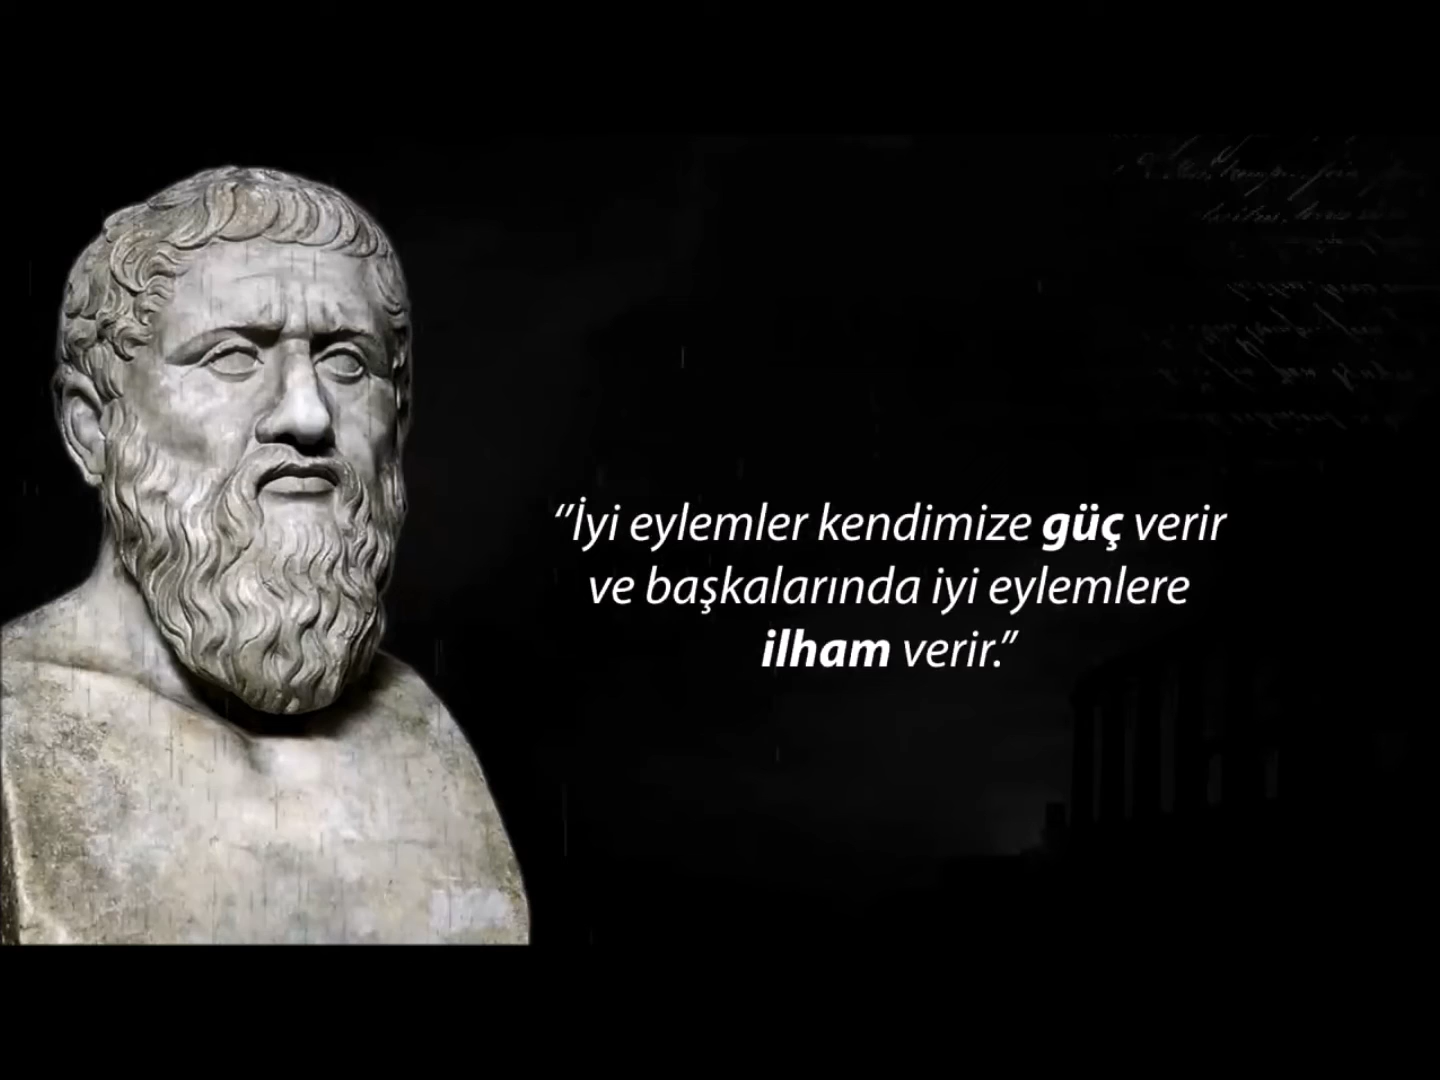 “İyi eylemler kendimize güç verir
ve başkalarında iyi eylemlere
ilham verir.”